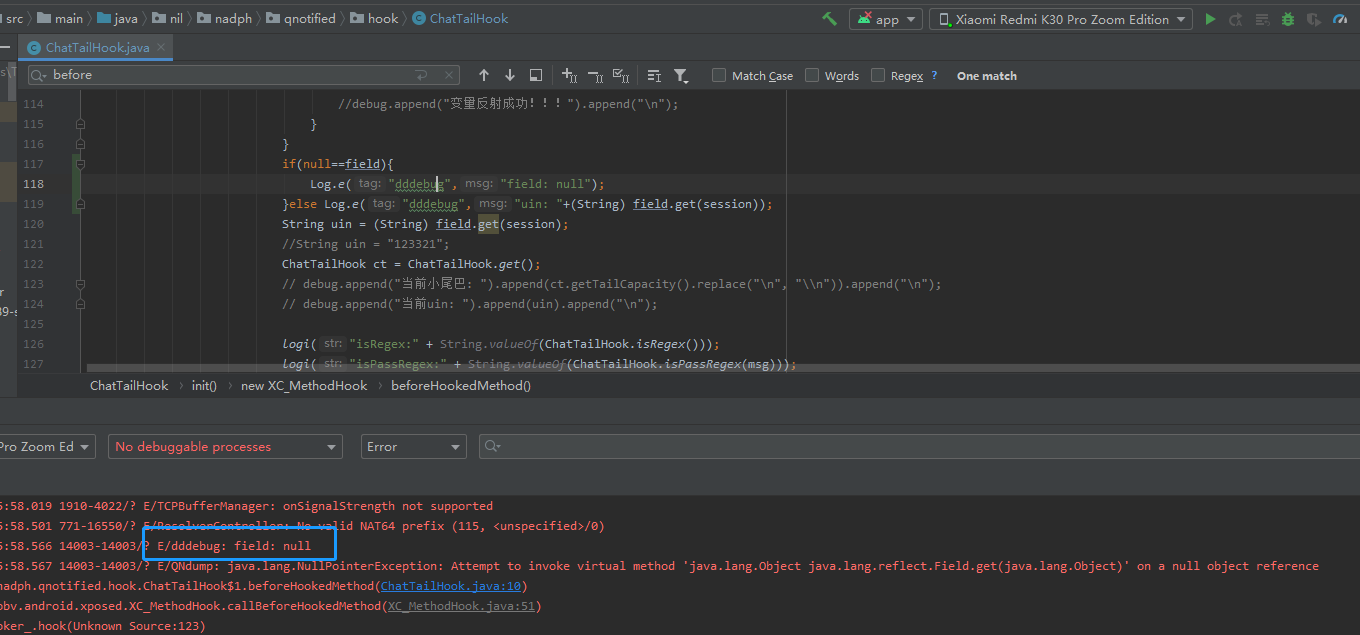 src main java nil nadph qnotified hook ChatTailHook app Xiaomi Redmi K30 Pro Zoom Edition
ChatTailHook.java
before Match Case Words Regex ? One match
114 //debug.append("变量反射成功！！！").append("\n");
115 }
116 }
117 if(null==field){
118 Log.e( tag: "dddebug", msg: "field: null");
119 }else Log.e( tag: "dddebug", msg: "uin: "+(String) field.get(session));
120 String uin = (String) field.get(session);
121 //String uin = "123321";
122 ChatTailHook ct = ChatTailHook.get();
123 // debug.append("当前小尾巴: ").append(ct.getTailCapacity().replace("\n", "\\n")).append("\n");
124 // debug.append("当前uin: ").append(uin).append("\n");
125
126 logi( str: "isRegex:" + String.valueOf(ChatTailHook.isRegex()));
127 logi( str: "isPassRegex:" + String.valueOf(ChatTailHook.isPassRegex(msg)));
ChatTailHook init() new XC_MethodHook beforeHookedMethod()
Pro Zoom Ed No debuggable processes Error
5:58.019 1910-4022/? E/TCPBufferManager: onSignalStrength not supported
5:58.501 771-16550/? E/ResolverController: No valid NAT64 prefix (115, <unspecified>/0)
5:58.566 14003-14003/? E/dddebug: field: null
5:58.567 14003-14003/? E/QNdump: java.lang.NullPointerException: Attempt to invoke virtual method 'java.lang.Object java.lang.reflect.Field.get(java.lang.Object)' on a null object reference
nadph.qnotified.hook.ChatTailHook$1.beforeHookedMethod(ChatTailHook.java:10)
obv.android.xposed.XC_MethodHook.callBeforeHookedMethod(XC_MethodHook.java:51)
oker_.hook(Unknown Source:123)